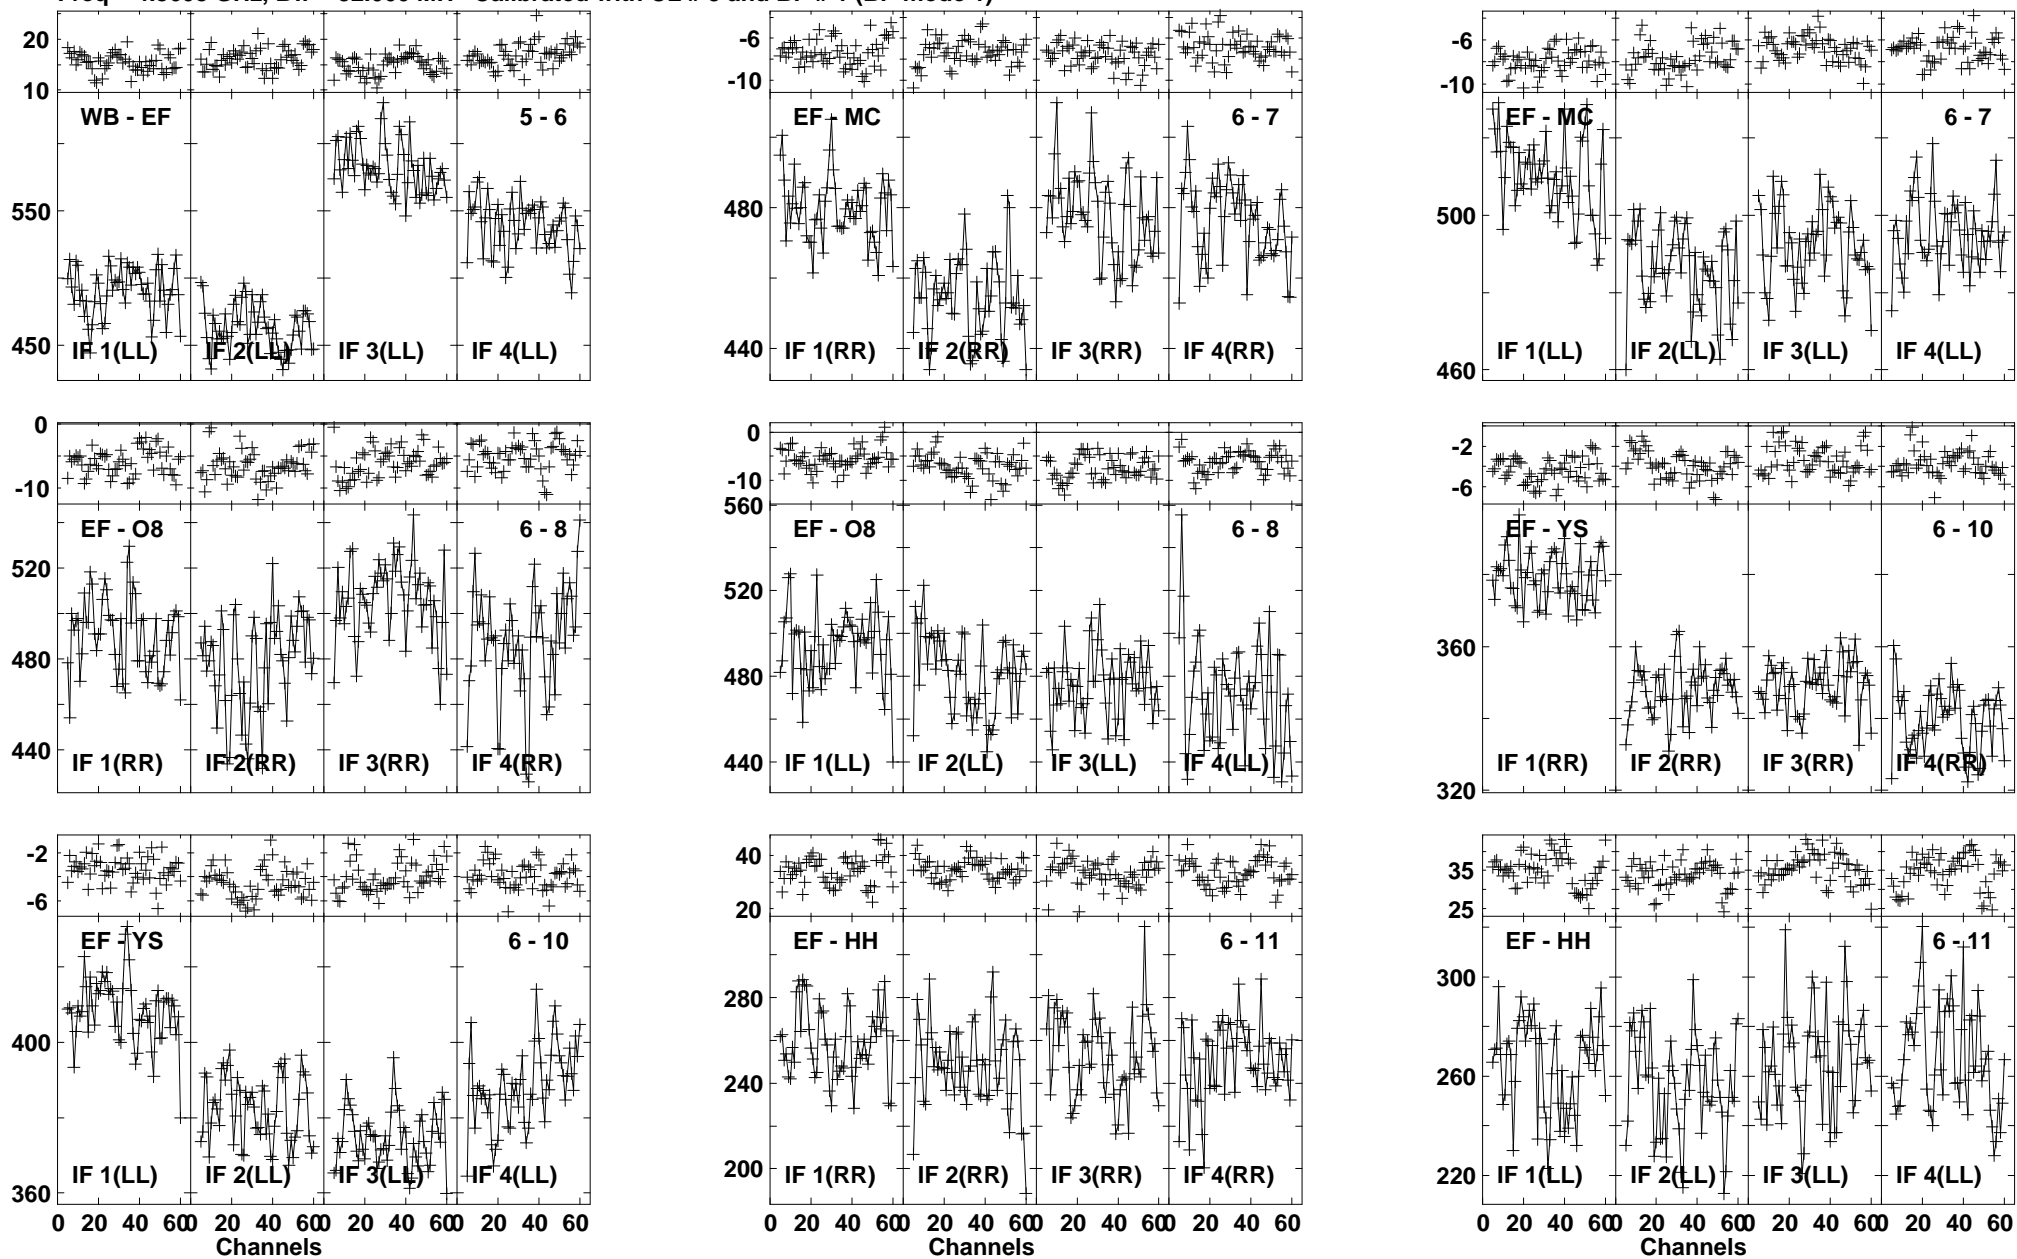 20 -6 -6
10 -10 -10
WB - EF 5 - 6 EF - MC 6 - 7 EF - MC 6 - 7
550 480 500
450 440 460
IF 1(LL) IF 2(LL) IF 3(LL) IF 4(LL) IF 1(RR) IF 2(RR) IF 3(RR) IF 4(RR) IF 1(LL) IF 2(LL) IF 3(LL) IF 4(LL)
0 0 -2
-10 -10 -6
560
EF - O8 6 - 8 EF - O8 6 - 8 EF - YS 6 - 10
520 520 360
480 480
440 440 320
IF 1(RR) IF 2(RR) IF 3(RR) IF 4(RR) IF 1(LL) IF 2(LL) IF 3(LL) IF 4(LL) IF 1(RR) IF 2(RR) IF 3(RR) IF 4(RR)
-2 40 35
-6 20 25
EF - YS 6 - 10 EF - HH 6 - 11 EF - HH 6 - 11
400 280 300
240 260
360 200 220
IF 1(LL) IF 2(LL) IF 3(LL) IF 4(LL) IF 1(RR) IF 2(RR) IF 3(RR) IF 4(RR) IF 1(LL) IF 2(LL) IF 3(LL) IF 4(LL)
0 20 40 60 0 20 40 60 0 20 40 60 0 20 40 60 0 20 40 60 0 20 40 60 0 20 40 60 0 20 40 60 0 20 40 60 0 20 40 60 0 20 40 60 0 20 40 60
Channels Channels Channels